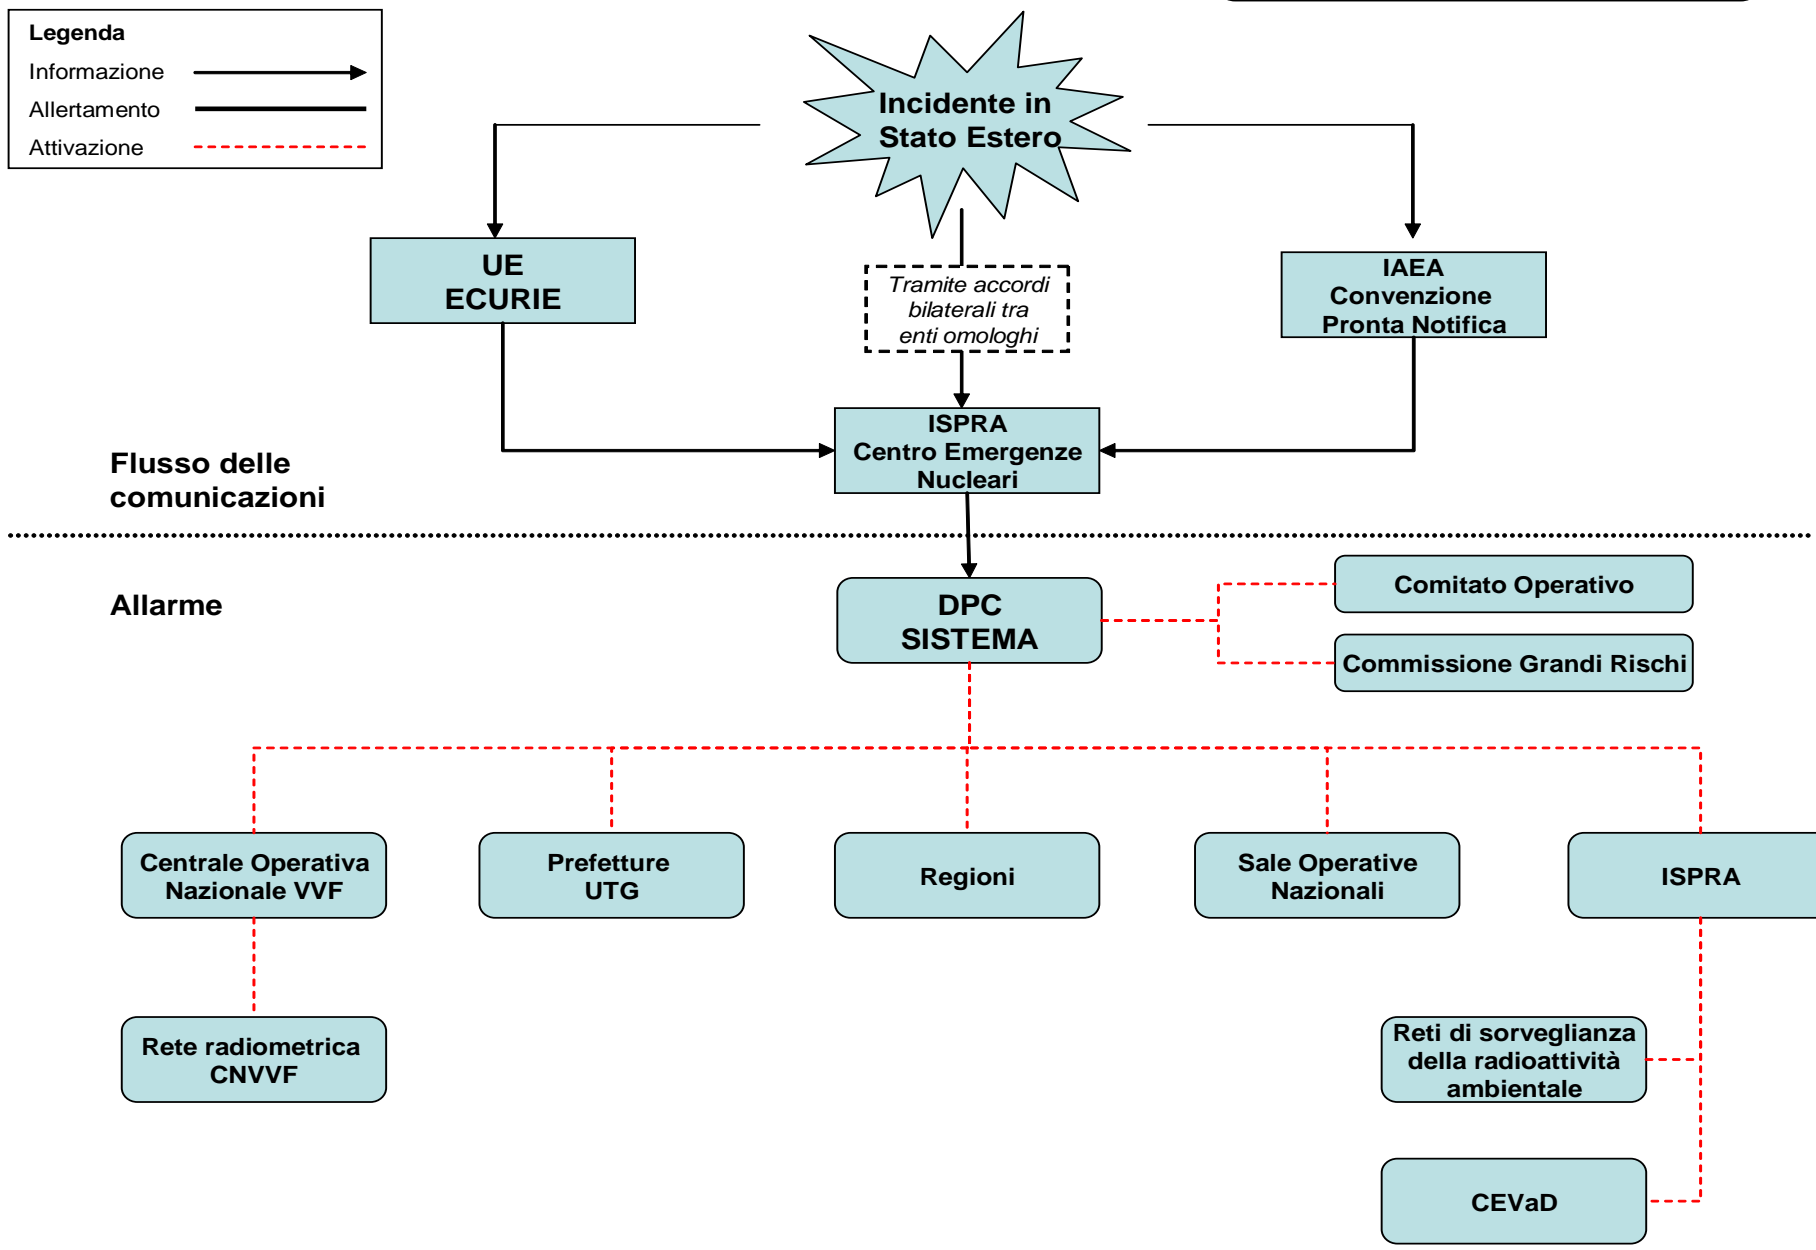 Legenda
Informazione
Allertamento
Attivazione
Incidente in
Stato Estero
UE
ECURIE
Tramite accordi
bilaterali tra
enti omologhi
IAEA
Convenzione
Pronta Notifica
ISPRA
Centro Emergenze
Nucleari
Flusso delle
comunicazioni
Allarme
DPC
SISTEMA
Comitato Operativo
Commissione Grandi Rischi
Centrale Operativa
Nazionale VVF
Prefetture
UTG
Regioni
Sale Operative
Nazionali
ISPRA
Rete radiometrica
CNVVF
Reti di sorveglianza
della radioattività
ambientale
CEVaD